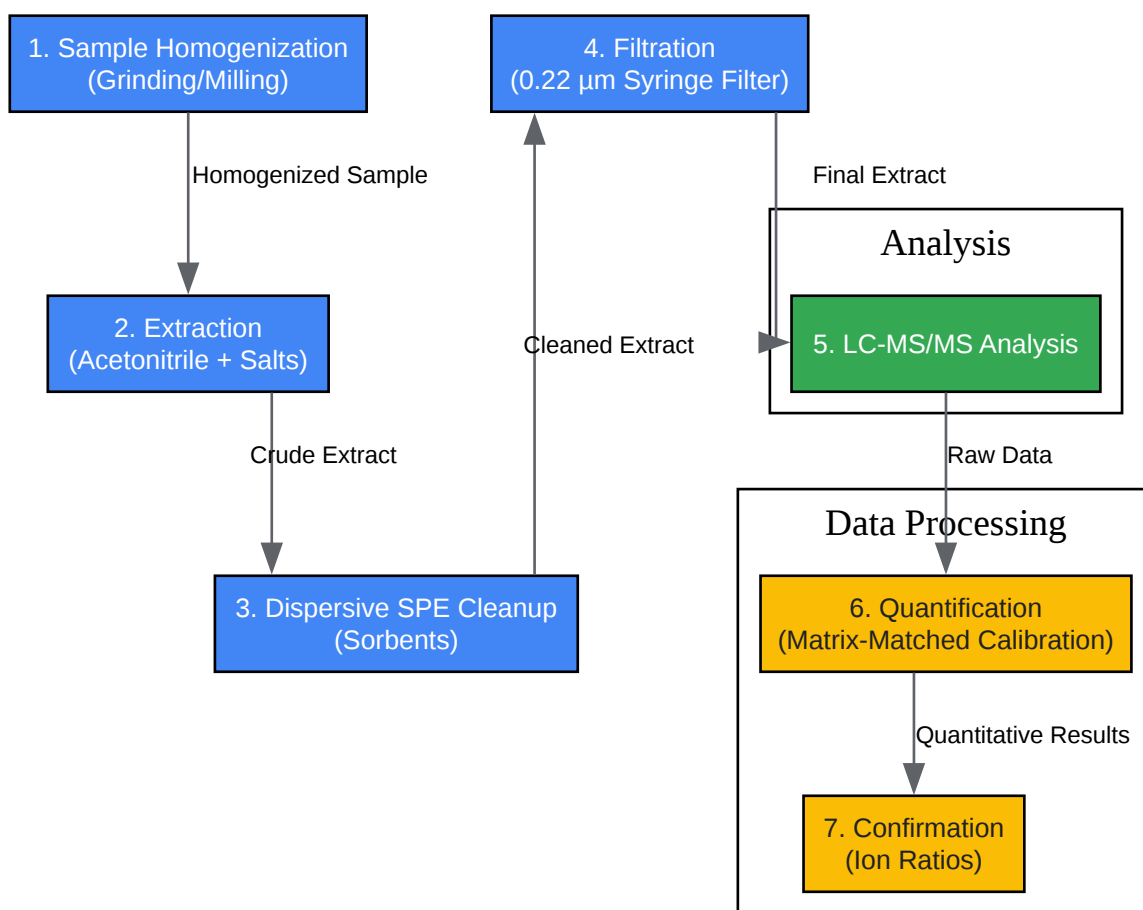 1. Sample Homogenization
(Grinding/Milling)
Homogenized Sample
2. Extraction
(Acetonitrile + Salts)
Crude Extract
3. Dispersive SPE Cleanup
(Sorbents)
Cleaned Extract
4. Filtration
(0.22 µm Syringe Filter)
Final Extract
Analysis
5. LC-MS/MS Analysis
Raw Data
Data Processing
6. Quantification
(Matrix-Matched Calibration)
Quantitative Results
7. Confirmation
(Ion Ratios)